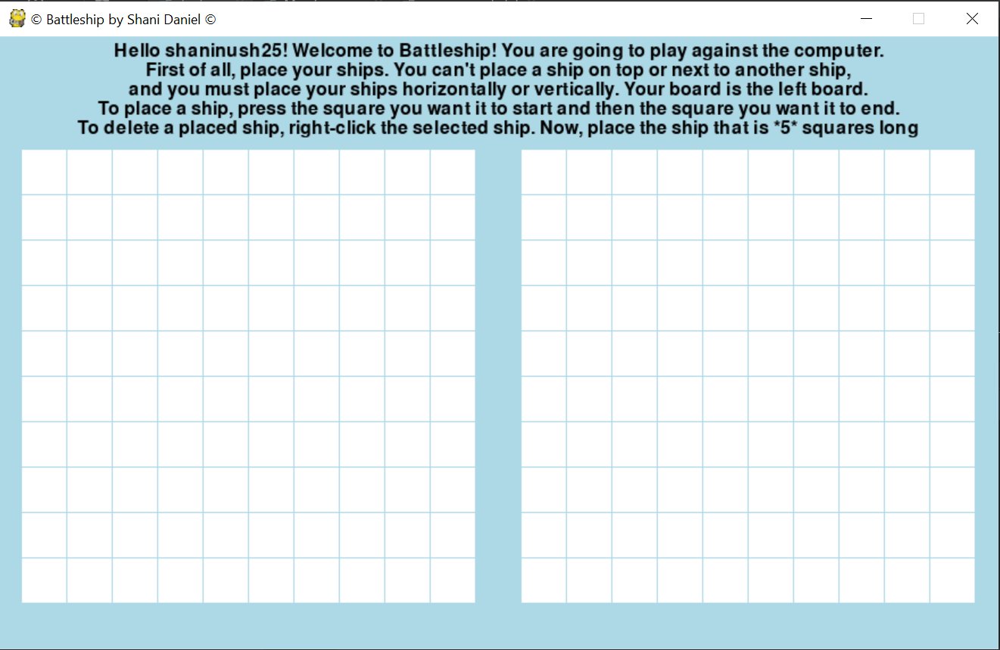 © Battleship by Shani Daniel ©
Hello shaninush25! Welcome to Battleship! You are going to play against the computer.
First of all, place your ships. You can't place a ship on top or next to another ship,
and you must place your ships horizontally or vertically. Your board is the left board.
To place a ship, press the square you want it to start and then the square you want it to end.
To delete a placed ship, right-click the selected ship. Now, place the ship that is *5* squares long